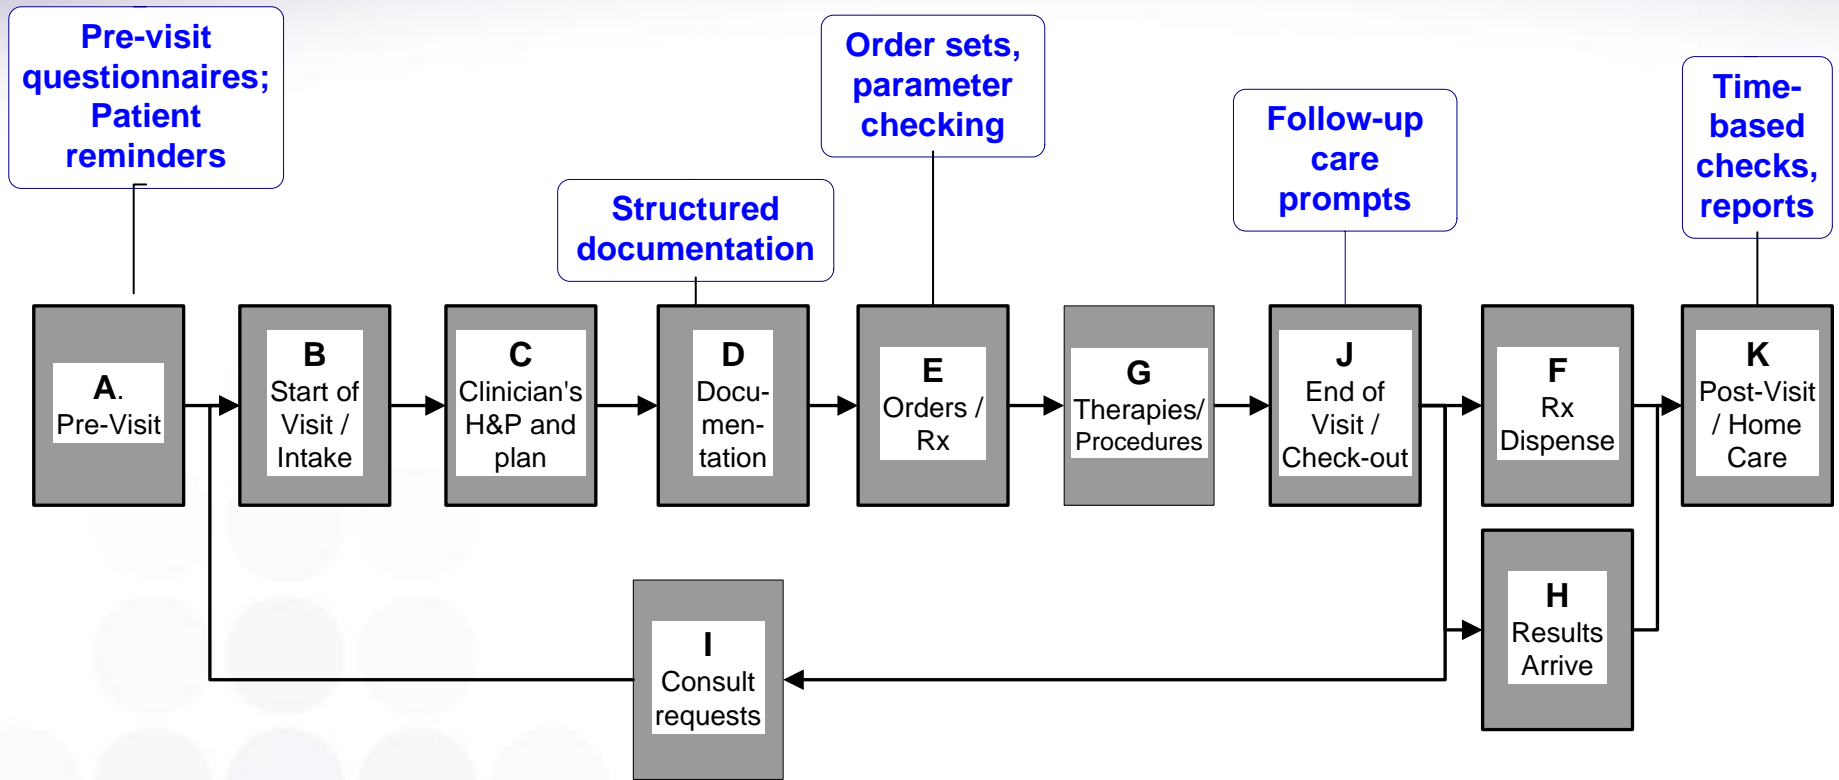 Pre-visit
questionnaires;
Patient
reminders
Order sets,
parameter
checking
Follow-up
care
prompts
Time-
based
checks,
reports
Structured
documentation
A.
Pre-Visit
B
Start of
Visit /
Intake
C
Clinician's
H&P and
plan
D
Docu-
men-
tation
E
Orders /
Rx
G
Therapies/
Procedures
J
End of
Visit /
Check-out
F
Rx
Dispense
K
Post-Visit
/ Home
Care
I
Consult
requests
H
Results
Arrive